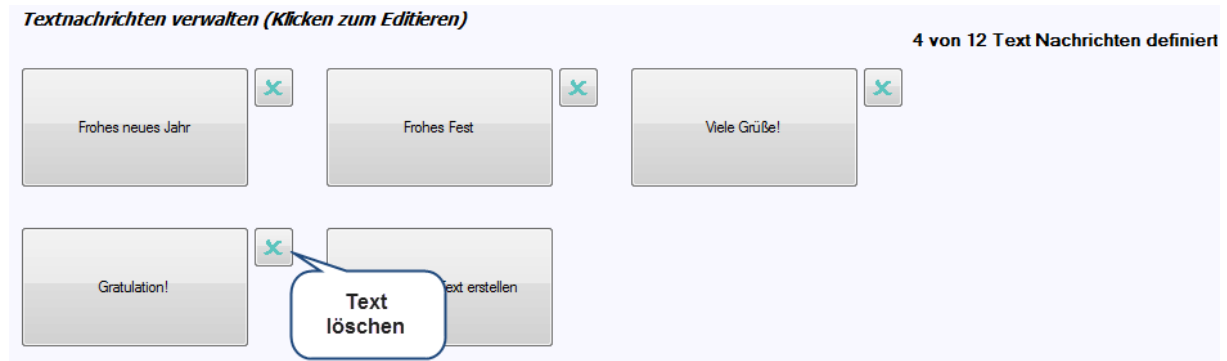 Textnachrichten verwalten (Klicken zum Editieren)
4 von 12 Text Nachrichten definiert
Frohes neues Jahr
Frohes Fest
Viele Grüße!
Gratulation!
Text erstellen
Text
löschen